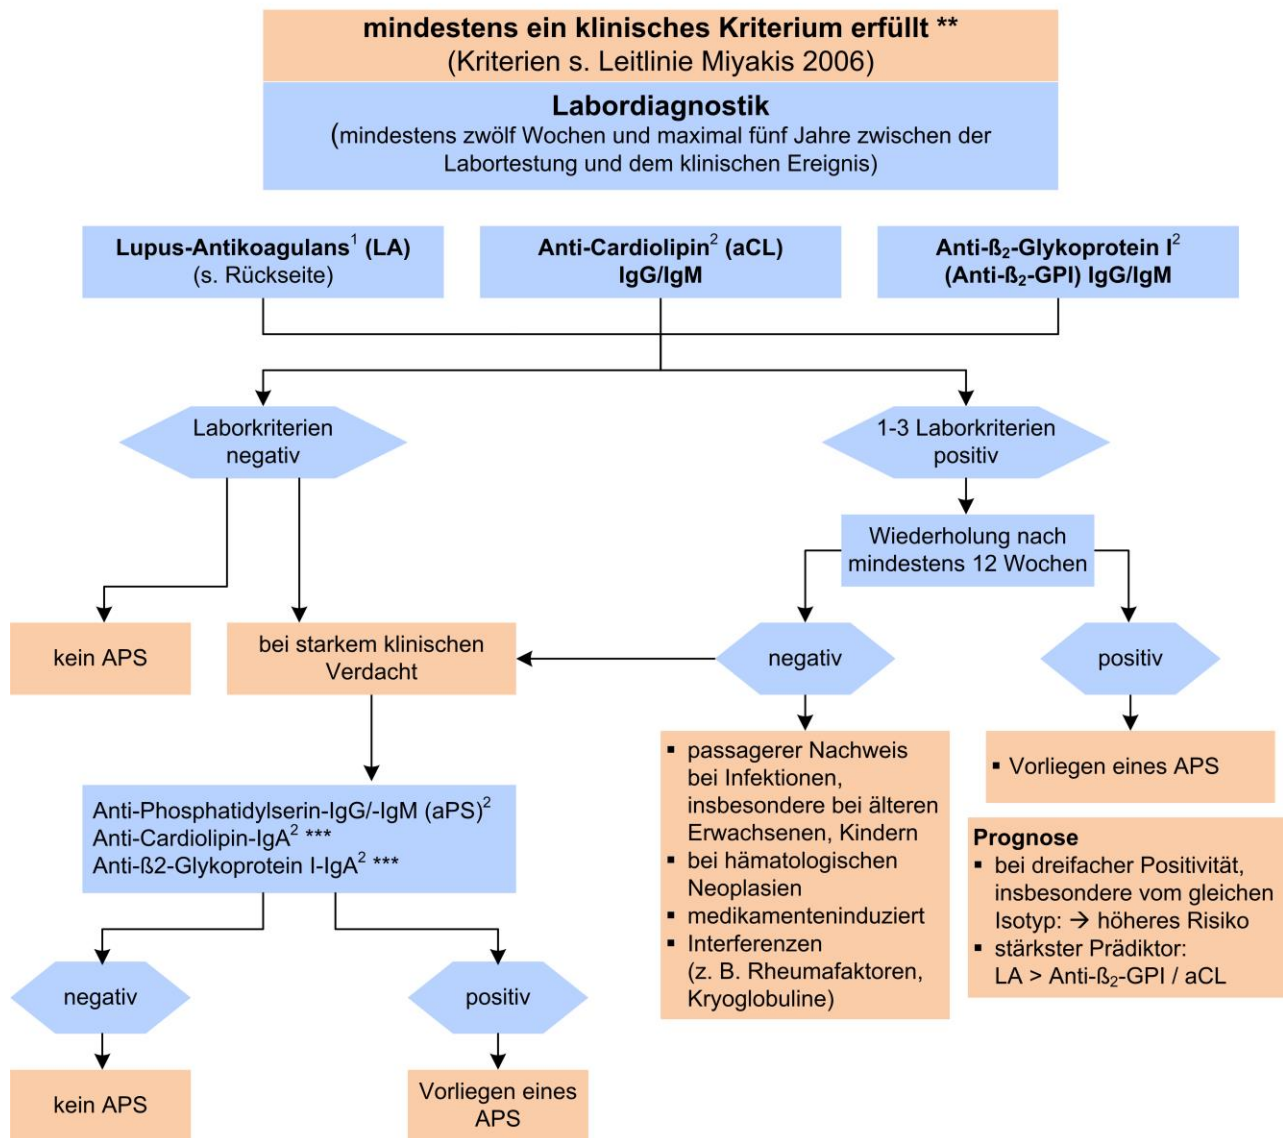 mindestens ein klinisches Kriterium erfüllt **
(Kriterien s. Leitlinie Miyakis 2006)
Labordiagnostik
(mindestens zwölf Wochen und maximal fünf Jahre zwischen der
Labortestung und dem klinischen Ereignis)
Lupus-Antikoagulans¹ (LA)
(s. Rückseite)
Anti-Cardiolipin² (aCL)
IgG/IgM
Anti-ß₂-Glykoprotein I²
(Anti-ß₂-GPI) IgG/IgM
Laborkriterien
negativ
1-3 Laborkriterien
positiv
Wiederholung nach
mindestens 12 Wochen
kein APS
bei starkem klinischen
Verdacht
negativ
positiv
Anti-Phosphatidylserin-IgG/-IgM (aPS)²
Anti-Cardiolipin-IgA² ***
Anti-ß2-Glykoprotein I-IgA² ***
▪ passagerer Nachweis
bei Infektionen,
insbesondere bei älteren
Erwachsenen, Kindern
▪ bei hämatologischen
Neoplasien
▪ medikamenteninduziert
▪ Interferenzen
(z. B. Rheumafaktoren,
Kryoglobuline)
▪ Vorliegen eines APS
Prognose
▪ bei dreifacher Positivität,
insbesondere vom gleichen
Isotyp: → höheres Risiko
▪ stärkster Prädiktor:
LA > Anti-ß₂-GPI / aCL
negativ
positiv
kein APS
Vorliegen eines
APS